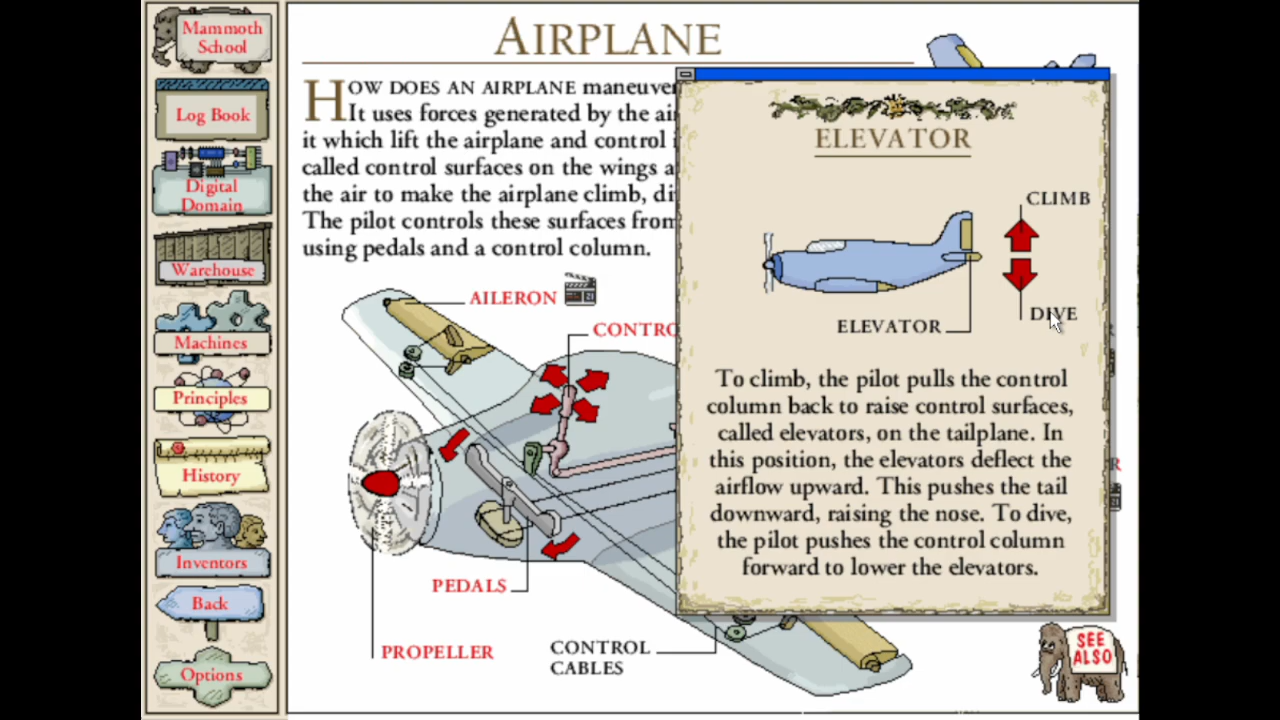 Mammoth
School
Log Book
Digital
Domain
Warehouse
Machines
Principles
History
Inventors
Back
Options
AIRPLANE
HOW DOES AN AIRPLANE maneuver
It uses forces generated by the air
it which lift the airplane and control
called control surfaces on the wings
the air to make the airplane climb,
The pilot controls these surfaces from
using pedals and a control column.
AILERON
PEDALS
PROPELLER
CONTROL
CABLES
ELEVATOR
CLIMB
DIVE
ELEVATOR
To climb, the pilot pulls the control
column back to raise control surfaces,
called elevators, on the tailplane. In
this position, the elevators deflect the
airflow upward. This pushes the tail
downward, raising the nose. To dive,
the pilot pushes the control column
forward to lower the elevators.
SEE
ALSO